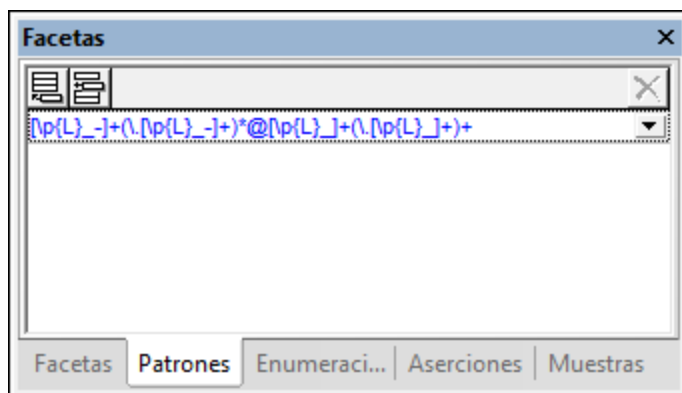 Facetas
[\p{L}_-]+(\.[\p{L}_-]+)*@[\p{L}_]+(\.[\p{L}_]+)+
Facetas Patrones Enumeraci... Aserciones Muestras